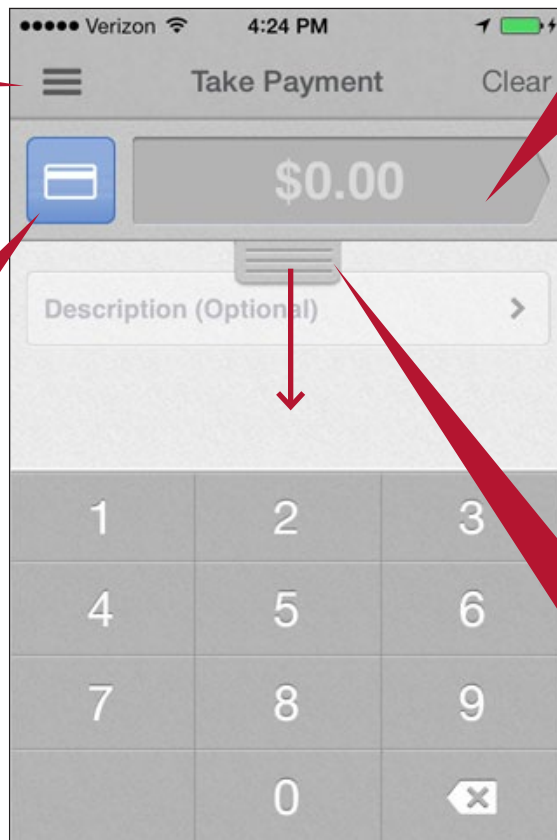 Verizon 4:24 PM
Take Payment Clear
$0.00
Description (Optional)
1 2 3
4 5 6
7 8 9
0